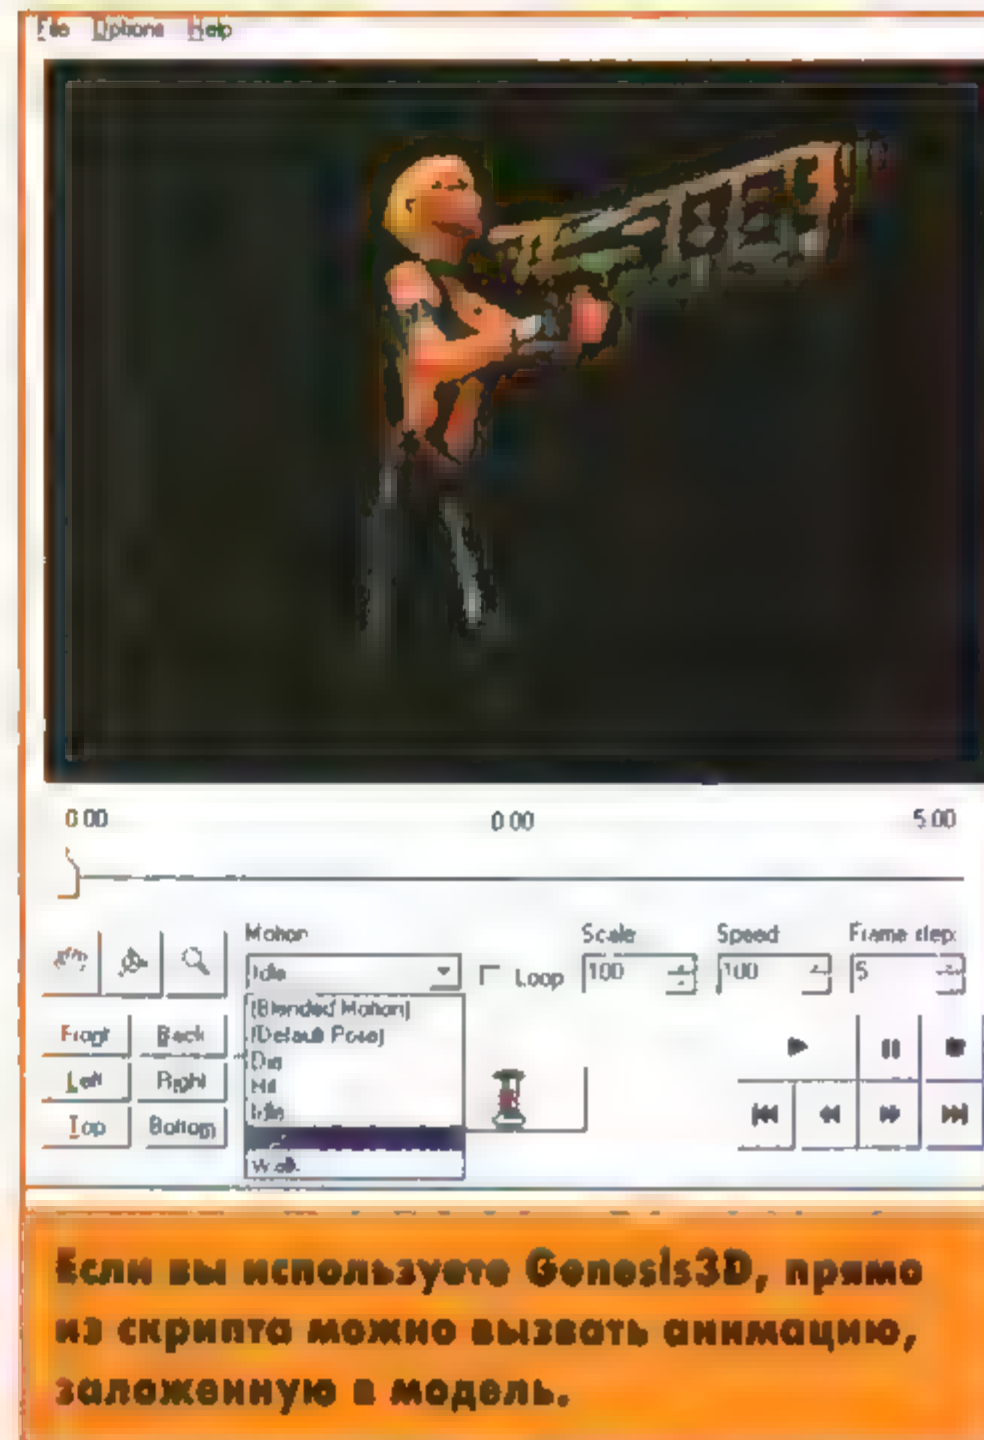 File Options Help
0:00 0:00 5:00
Motion Scale Speed Frame step:
Idle Loop 100 100 5
(Blended Motion)
Front Back (Default Pose)
Die
Left Right Hit
Idle
Top Bottom
Walk
Если вы используете Genesis3D, прямо
из скрипта можно вызвать анимацию,
заложенную в модель.